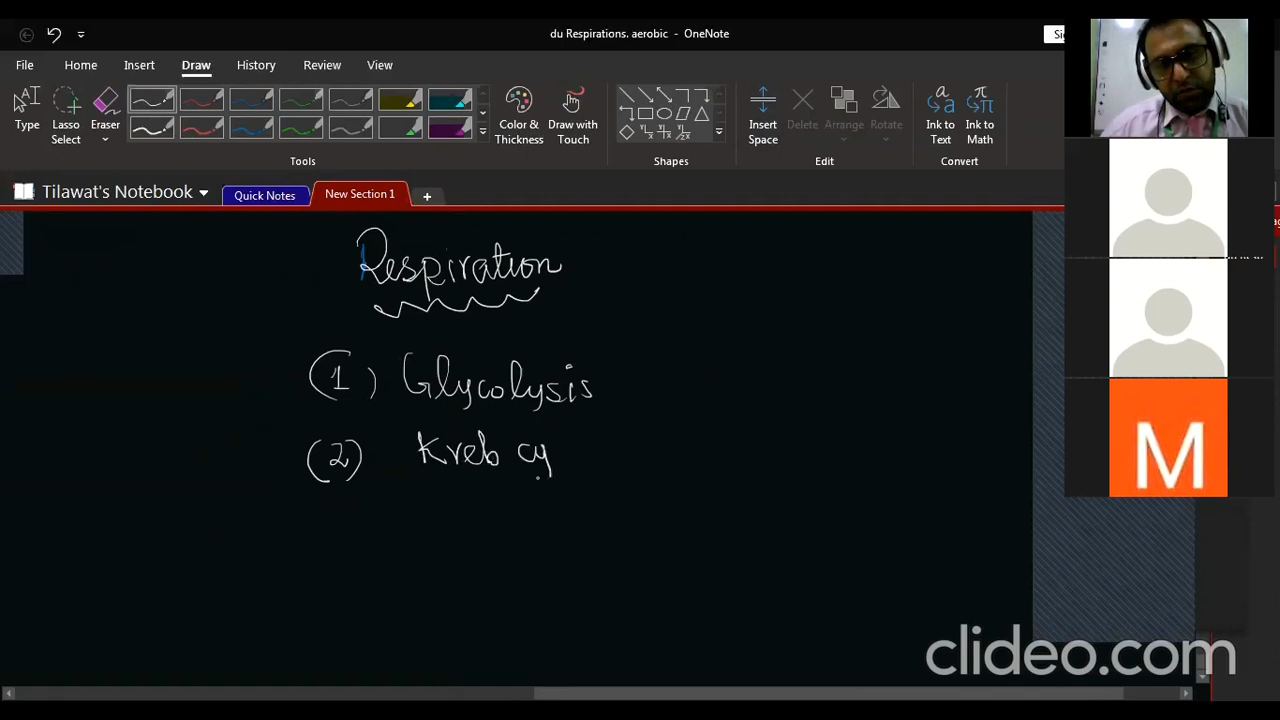 du Respirations. aerobic - OneNote
File Home Insert Draw History Review View
Type
Lasso Select
Eraser
Color & Thickness
Draw with Touch
Insert Space
Delete
Arrange
Rotate
Ink to Text
Ink to Math
Tools
Shapes
Edit
Convert
Tilawat's Notebook
Quick Notes
New Section 1
Respiration
(1) Glycolysis
(2) Kreb cy
M
clideo.com